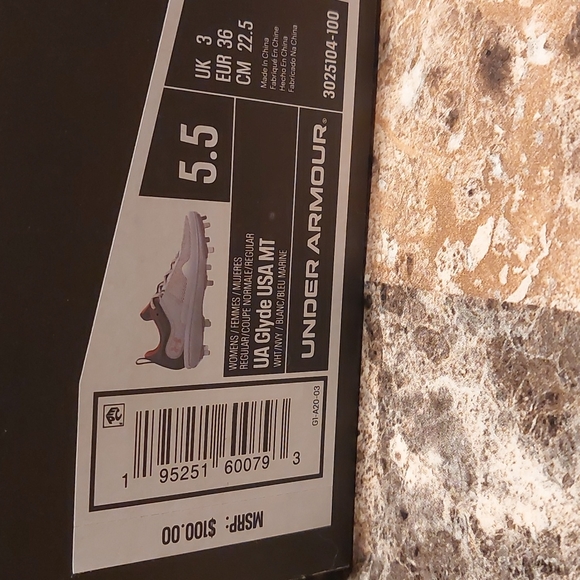 5.5
UK 3
EUR 36
CM 22.5
Made in China
Fabriqué En Chine
Hecho En China
Fabricado Na China
3025104-100
WOMENS / FEMMES / MUJERES
REGULAR/COUPE NORMALE/REGULAR
UA Glyde USA MT
WHT/NVY / BLANC/BLEU MARINE
UNDER ARMOUR®
1 95251 60079 3
GI-A20-03
MSRP: $100.00